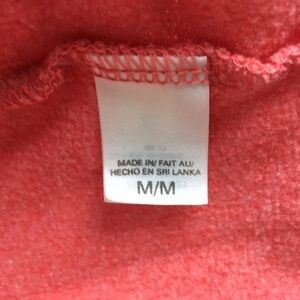 MADE IN/ FAIT AU/
HECHO EN SRI LANKA
M/M